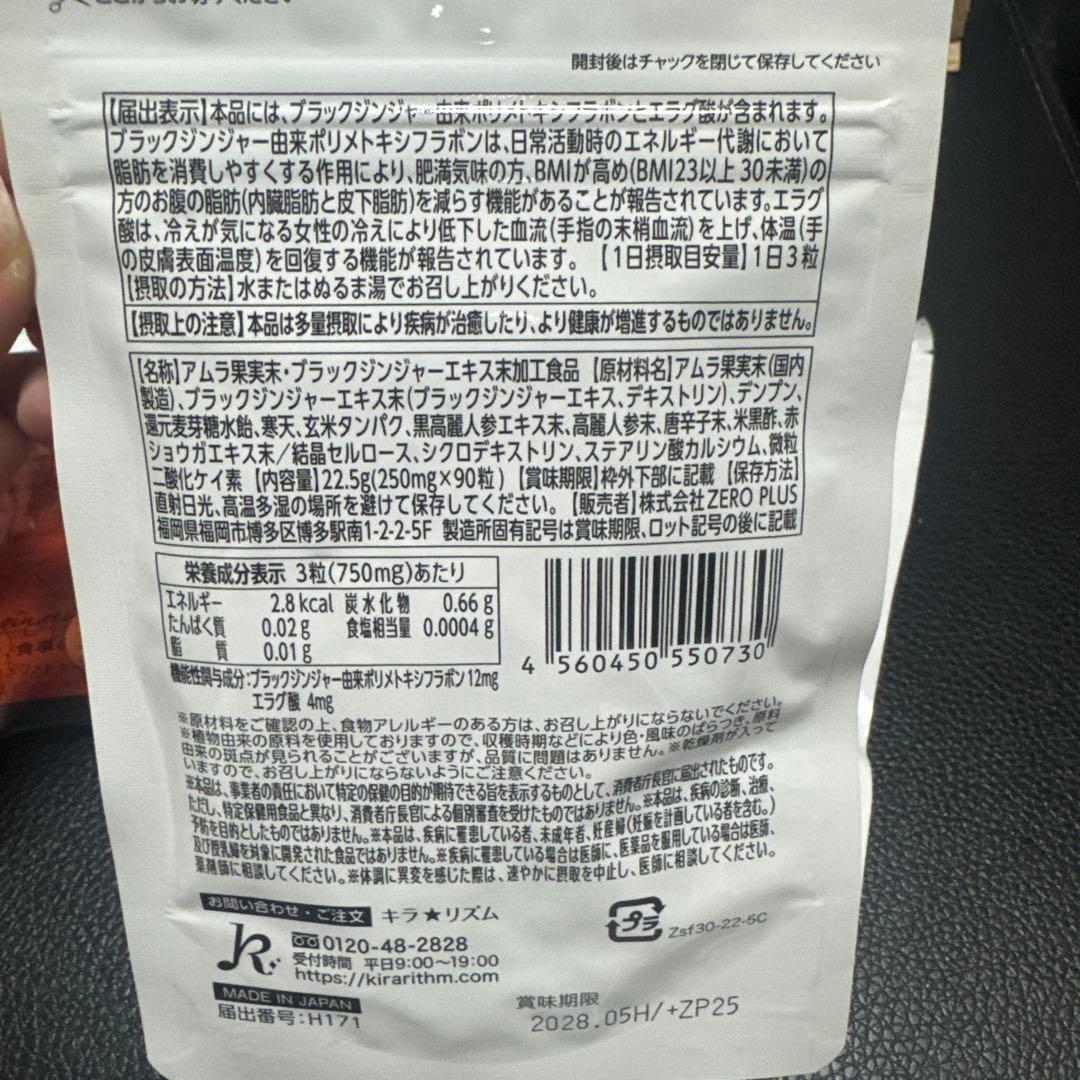 開封後はチャックを閉じて保存してください
【届出表示】本品には、ブラックジンジャー由来ポリメトキシフラボンとエラグ酸が含まれます。
ブラックジンジャー由来ポリメトキシフラボンは、日常活動時のエネルギー代謝において
脂肪を消費しやすくする作用により、肥満気味の方、BMIが高め(BMI23以上30未満)の
方のお腹の脂肪(内臓脂肪と皮下脂肪)を減らす機能があることが報告されています。エラグ
酸は、冷えが気になる女性の冷えにより低下した血流(手指の末梢血流)を上げ、体温(手
の皮膚表面温度)を回復する機能が報告されています。 【1日摂取目安量】1日3粒
【摂取の方法】水またはぬるま湯でお召し上がりください。
【摂取上の注意】本品は多量摂取により疾病が治癒したり、より健康が増進するものではありません。
【名称】アムラ果実末・ブラックジンジャーエキス末加工食品 【原材料名】アムラ果実末(国内
製造)、ブラックジンジャーエキス末(ブラックジンジャーエキス、デキストリン)、デンプン、
還元麦芽糖水飴、寒天、玄米タンパク、黒高麗人参エキス末、高麗人参末、唐辛子末、米黒酢、赤
ショウガエキス末／結晶セルロース、シクロデキストリン、ステアリン酸カルシウム、微粒
二酸化ケイ素 【内容量】22.5g(250mg×90粒) 【賞味期限】枠外下部に記載 【保存方法】
直射日光、高温多湿の場所を避けて保存してください。 【販売者】株式会社ZERO PLUS
福岡県福岡市博多区博多駅南1-2-2-5F 製造所固有記号は賞味期限、ロット記号の後に記載
栄養成分表示 3粒(750mg)あたり
エネルギー 2.8kcal 炭水化物 0.66g
たんぱく質 0.02g 食塩相当量 0.0004g
脂質 0.01g
機能性関与成分：ブラックジンジャー由来ポリメトキシフラボン 12mg
エラグ酸 4mg
4 560450 550730
※原材料をご確認の上、食物アレルギーのある方は、お召し上がりにならないでください。
※植物由来の原料を使用しておりますので、収穫時期などにより色・風味のばらつき、原料
由来の斑点が見られることがございますが、品質に問題はありません。※乾燥剤が入って
いますので、お召し上がりにならないようにご注意ください。
※本品は、事業者の責任において特定の保健の目的が期待できる旨を表示するものとして、消費者庁長官に届出されたものです。
ただし、特定保健用食品と異なり、消費者庁長官による個別審査を受けたものではありません。※本品は、疾病の診断、治療、
予防を目的としたものではありません。※本品は、疾病に罹患している者、未成年者、妊産婦(妊娠を計画している者を含む。)
及び授乳婦を対象に開発された食品ではありません。※疾病に罹患している場合は医師に、医薬品を服用している場合は医師、
薬剤師に相談してください。※体調に異変を感じた際は、速やかに摂取を中止し、医師に相談してください。
お問い合わせ・ご注文 キラ★リズム
0120-48-2828
受付時間 平日9:00～19:00
https://kirarithm.com
プラ Zsf30-22-5C
MADE IN JAPAN
届出番号：H171
賞味期限
2028.05H/+ZP25